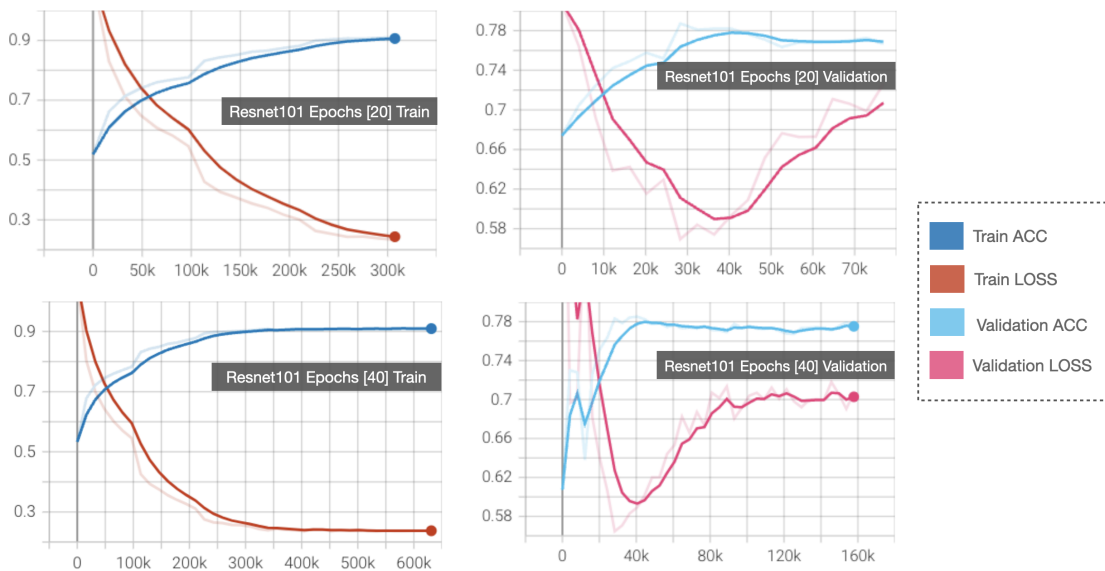 0.9
0.7
0.5
0.3
Resnet101 Epochs [20] Train
0 50k 100k 150k 200k 250k 300k
0.78
0.74
0.7
0.66
0.62
0.58
Resnet101 Epochs [20] Validation
0 10k 20k 30k 40k 50k 60k 70k
0.9
0.7
0.5
0.3
Resnet101 Epochs [40] Train
0 100k 200k 300k 400k 500k 600k
0.78
0.74
0.7
0.66
0.62
0.58
Resnet101 Epochs [40] Validation
0 40k 80k 120k 160k
Train ACC
Train LOSS
Validation ACC
Validation LOSS